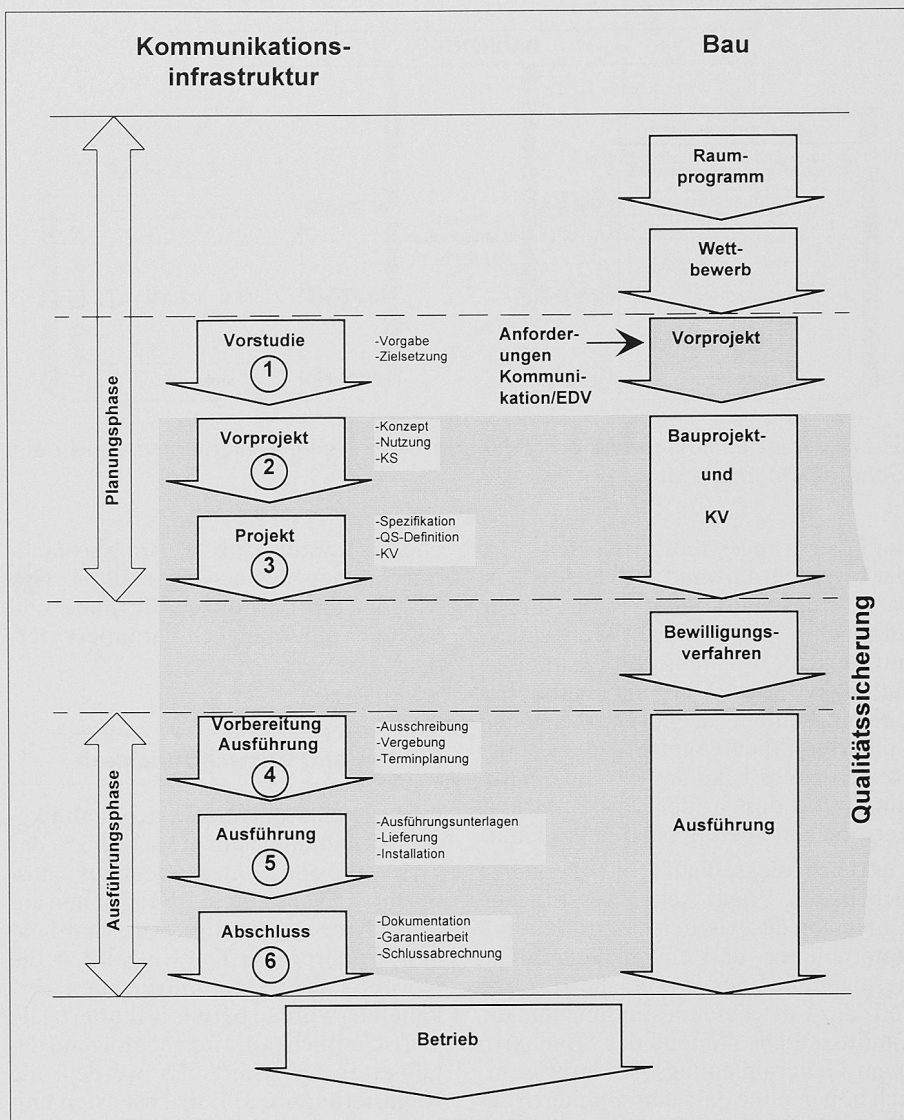 Kommunikations-
infrastruktur
Bau
Raum-
programm
Wett-
bewerb
Planungsphase
Vorstudie
1
-Vorgabe
-Zielsetzung
Anforder-
ungen
Kommuni-
kation/EDV
Vorprojekt
Vorprojekt
2
-Konzept
-Nutzung
-KS
Bauprojekt-
und
KV
Projekt
3
-Spezifikation
-QS-Definition
-KV
Bewilligungs-
verfahren
Qualitätssicherung
Ausführungsphase
Vorbereitung
Ausführung
4
-Ausschreibung
-Vergebung
-Terminplanung
Ausführung
5
-Ausführungsunterlagen
-Lieferung
-Installation
Ausführung
Abschluss
6
-Dokumentation
-Garantiearbeit
-Schlussabrechnung
Betrieb